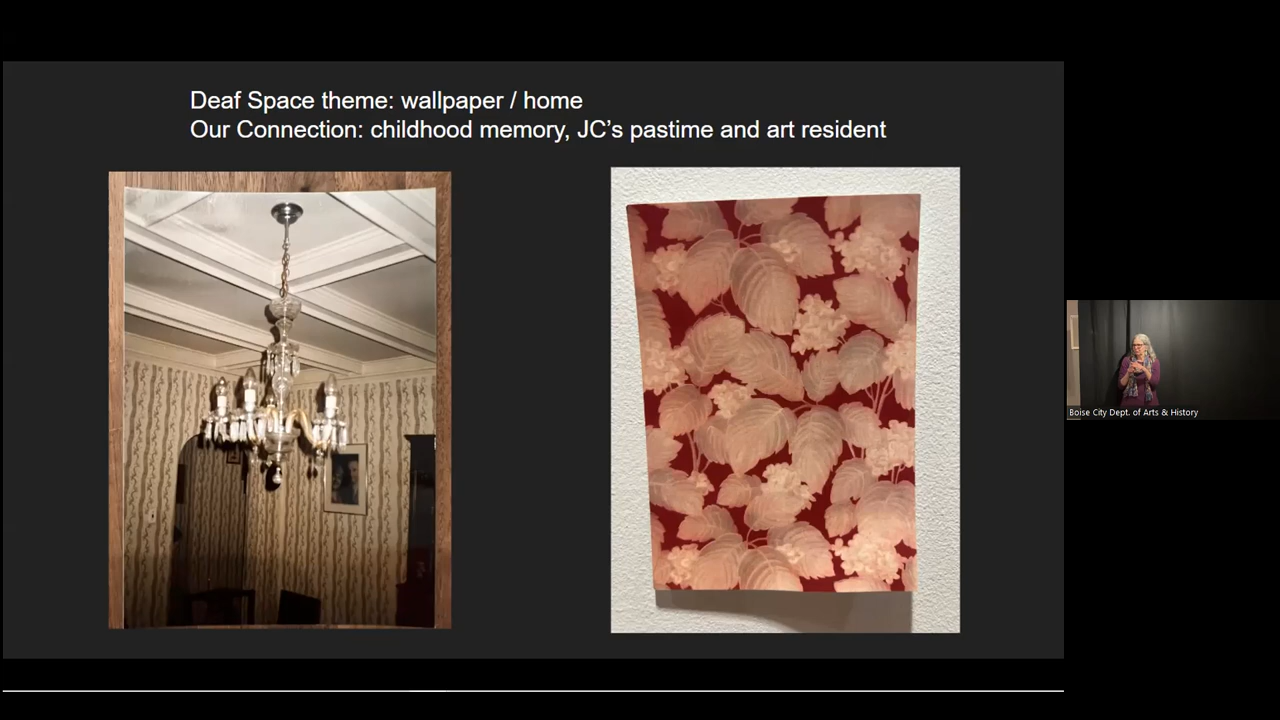 Deaf Space theme: wallpaper / home
Our Connection: childhood memory, JC’s pastime and art resident
Boise City Dept. of Arts & History